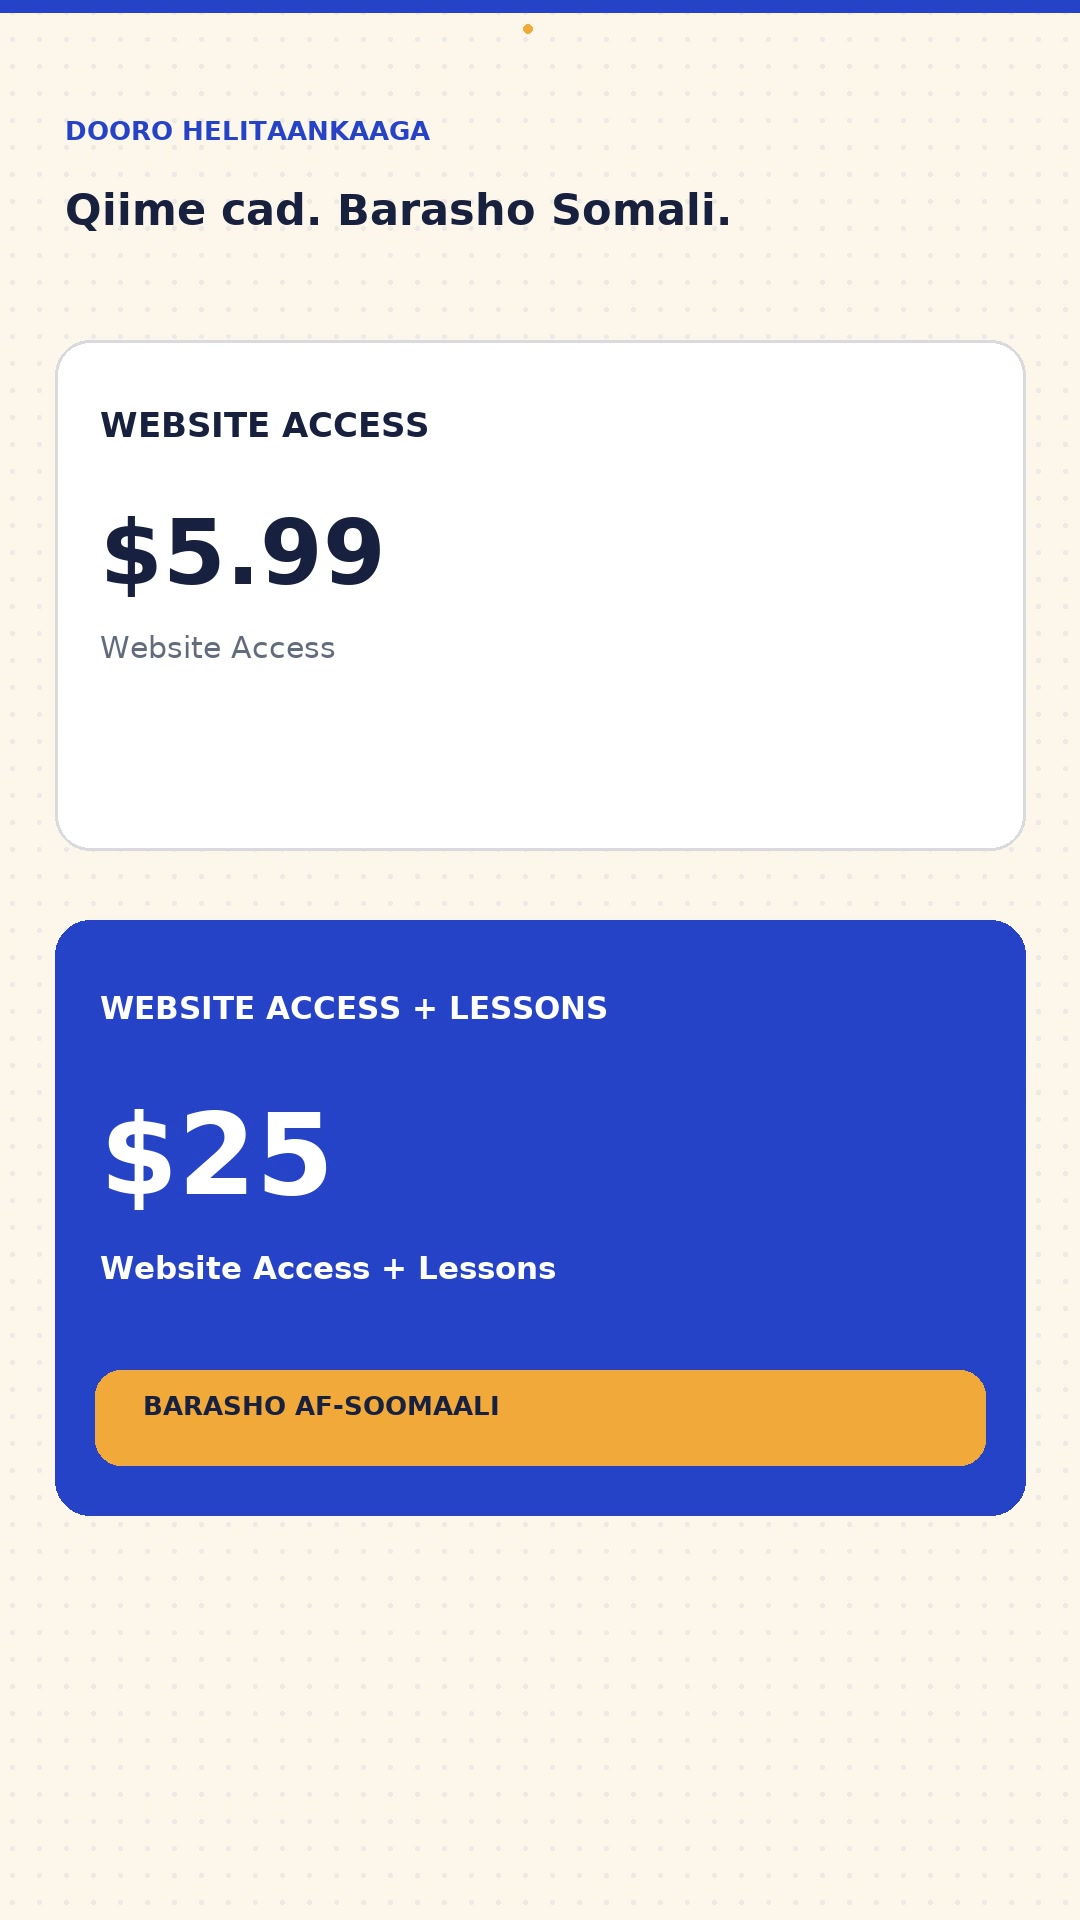 DOORO HELITAANKAAGA
Qiime cad. Barasho Somali.
WEBSITE ACCESS
$5.99
Website Access
WEBSITE ACCESS + LESSONS
$25
Website Access + Lessons
BARASHO AF-SOOMAALI